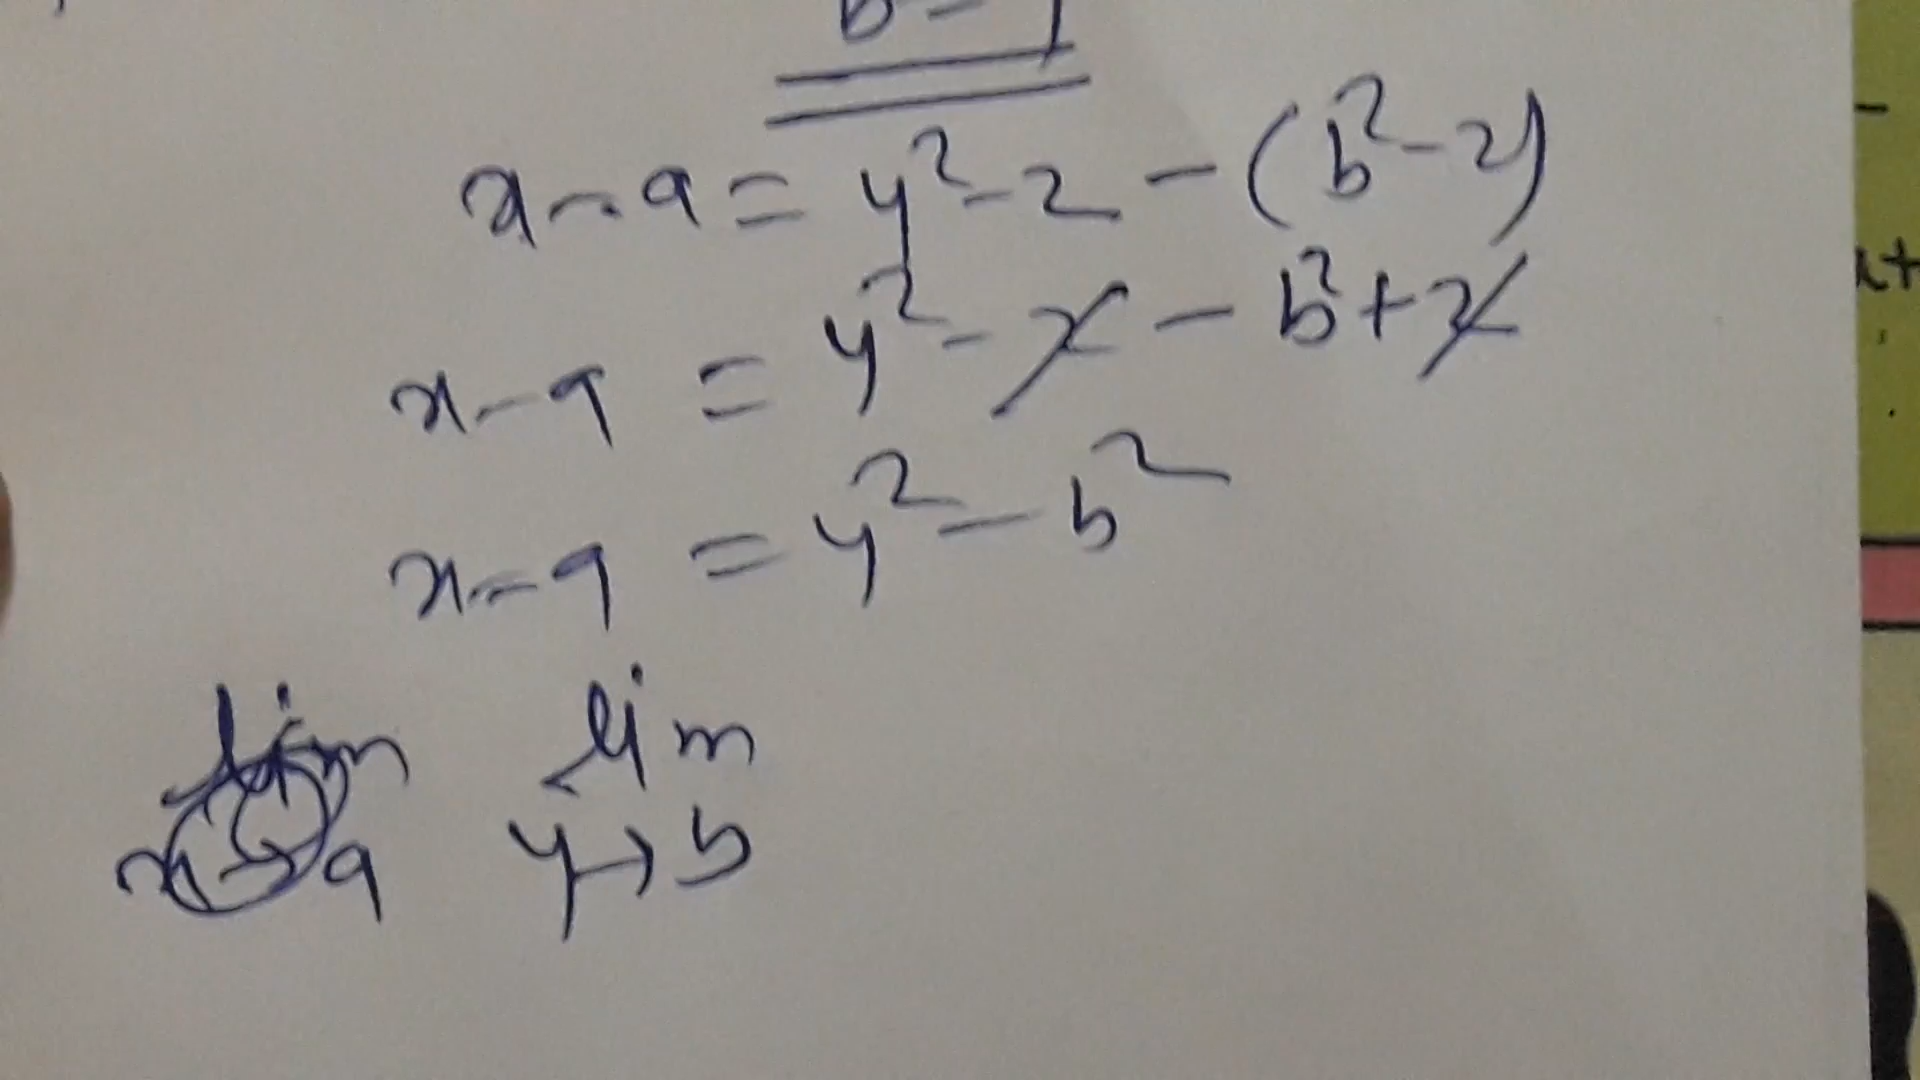 x - a = y² - 2 - (b² - 2)
x - a = y² - 2 - b² + 2
x - a = y² - b²
lim lim
x → a y → b